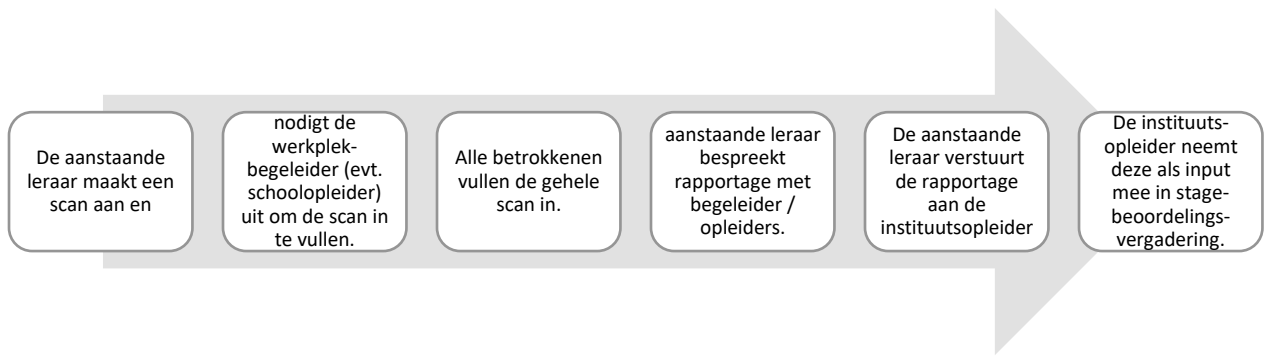 De aanstaande
leraar maakt een
scan aan en
nodigt de
werkplek-
begeleider (evt.
schoolopleider)
uit om de scan in
te vullen.
Alle betrokkenen
vullen de gehele
scan in.
aanstaande leraar
bespreekt
rapportage met
begeleider /
opleiders.
De aanstaande
leraar verstuurt
de rapportage
aan de
instituutsopleider
De instituuts-
opleider neemt
deze als input
mee in stage-
beoordelings-
vergadering.